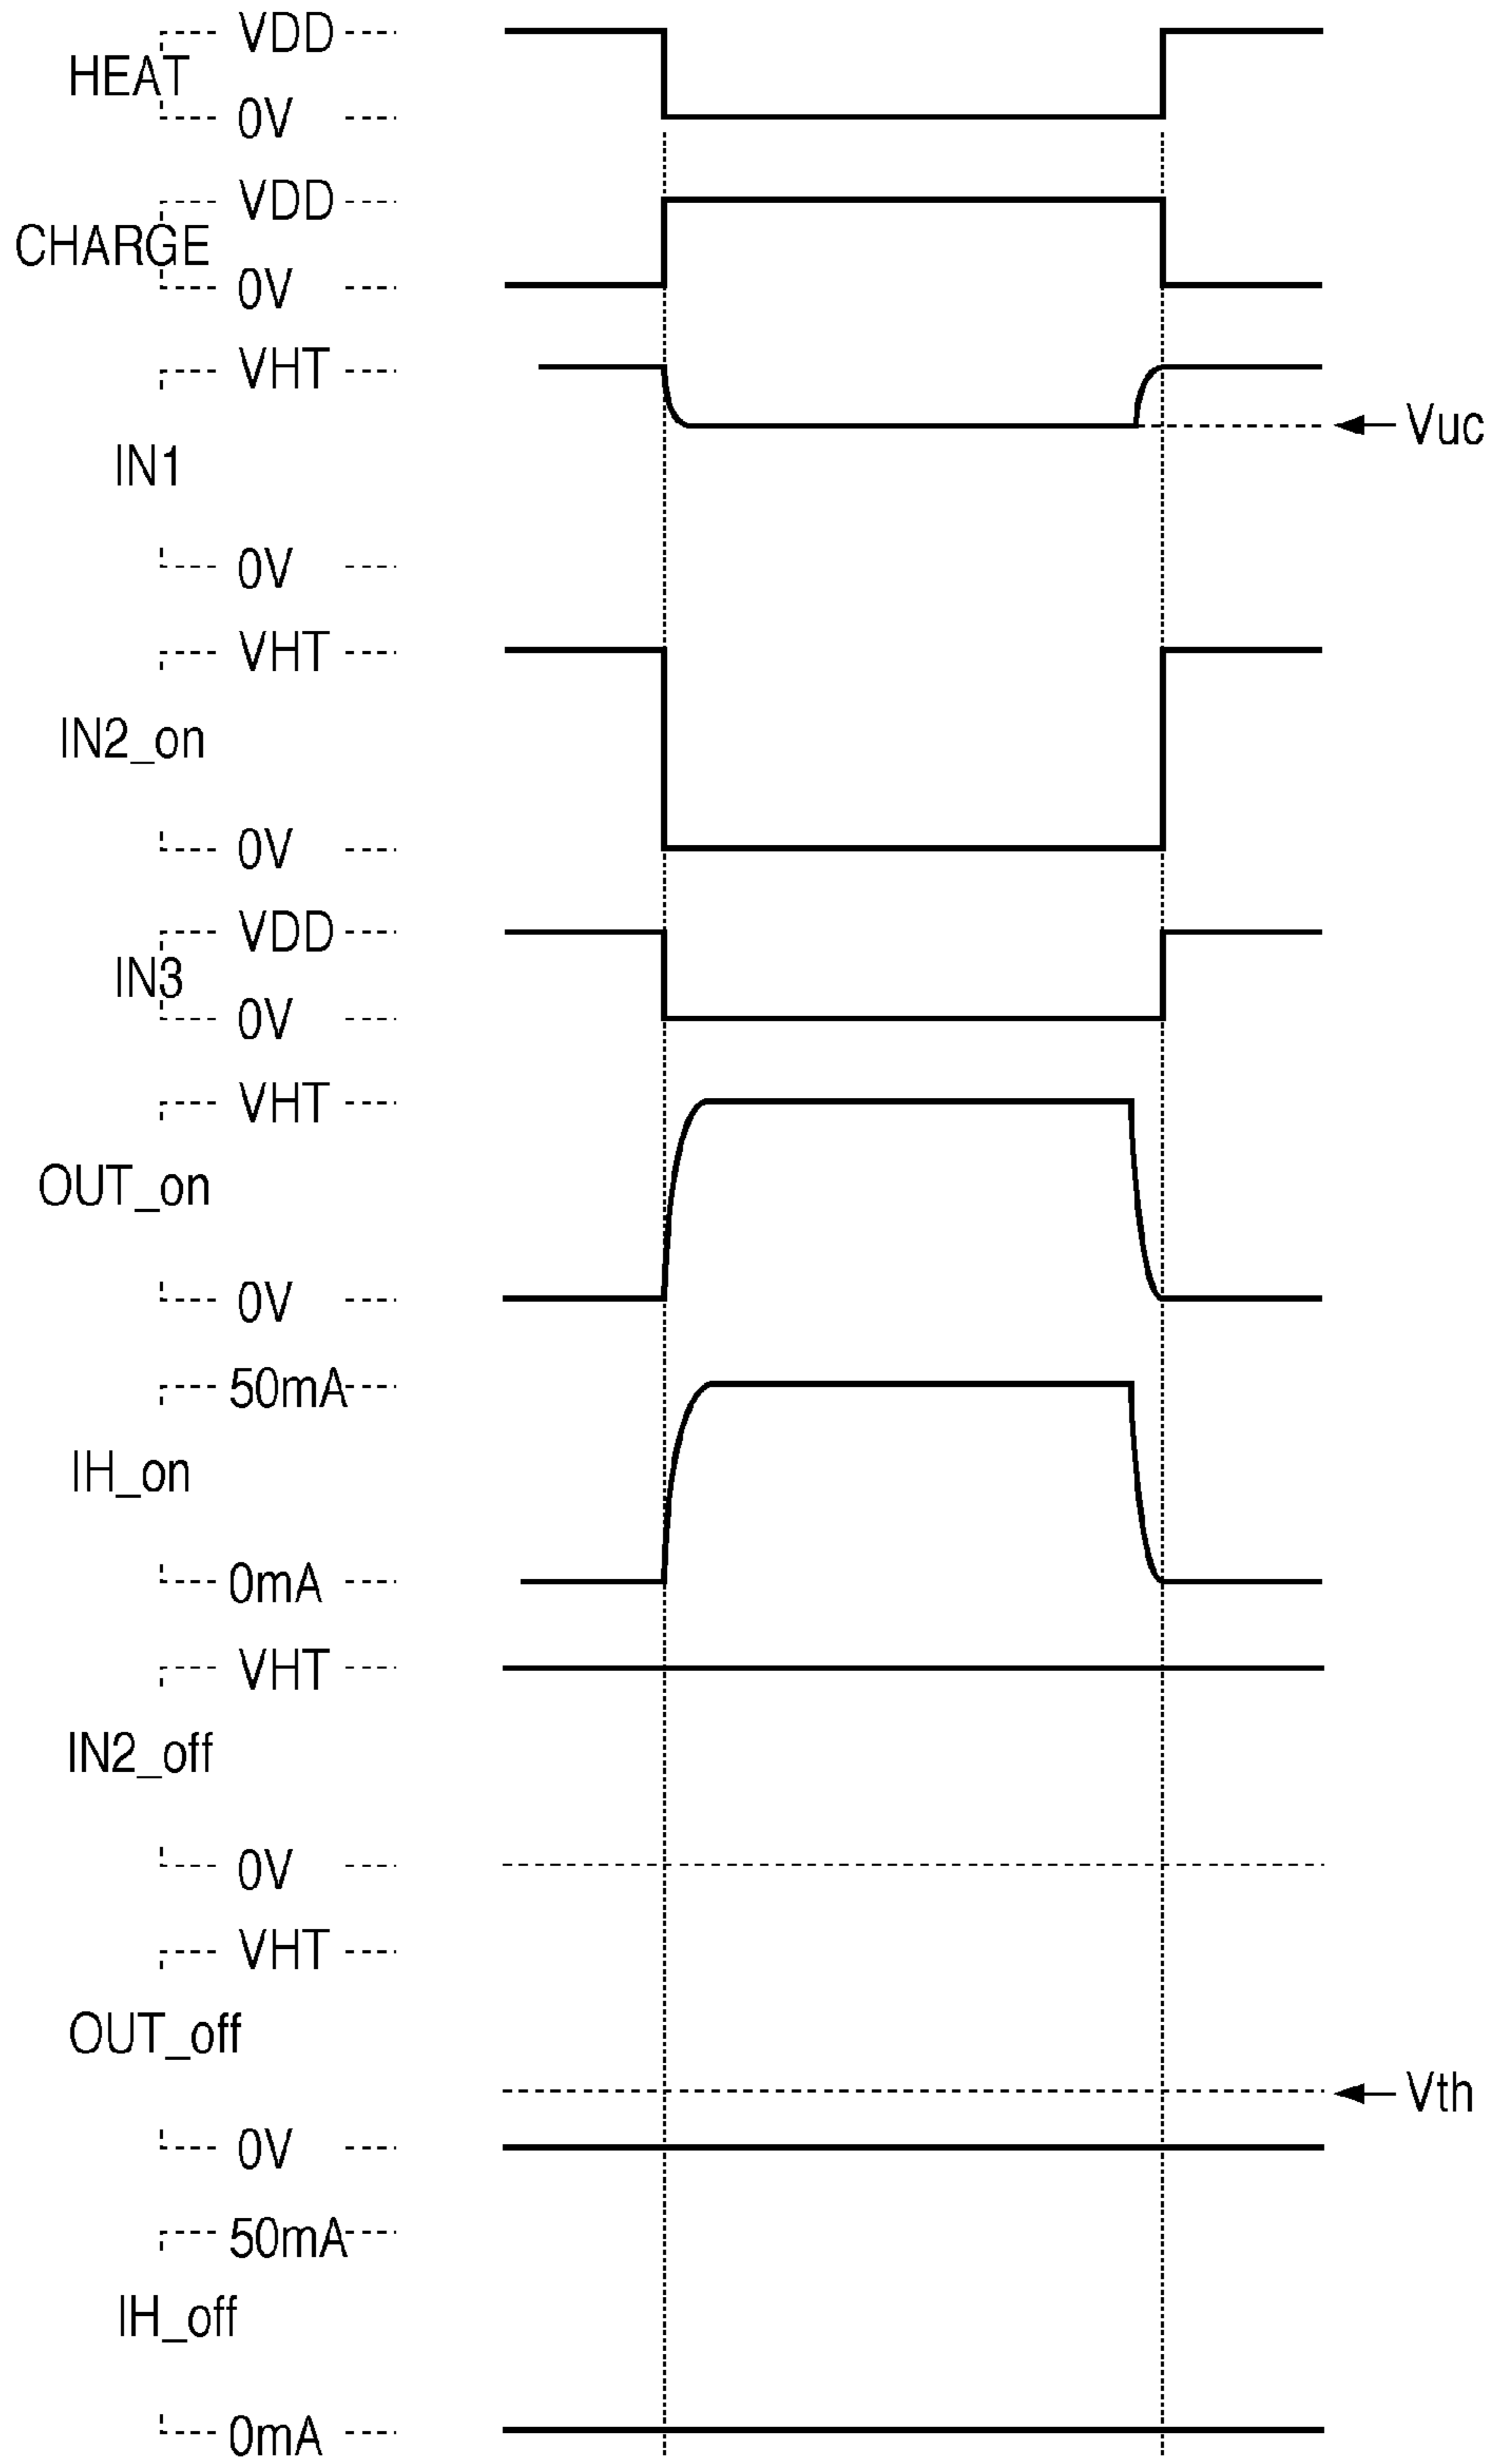 VDD
HEAT
0V
VDD
CHARGE
0V
VHT
Vuc
IN1
0V
VHT
IN2_on
0V
VDD
IN3
0V
VHT
OUT_on
0V
50mA
IH_on
0mA
VHT
IN2_off
0V
VHT
OUT_off
Vth
0V
50mA
IH_off
0mA